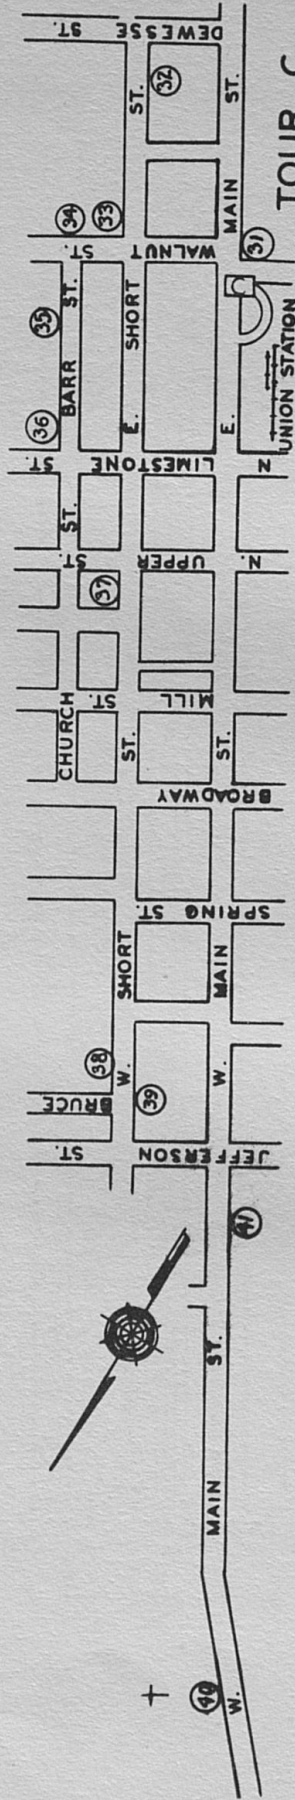 DEWESSE ST.
32
ST.
ST.
TOUR C
34
33
MAIN
31
WALNUT ST.
35
BARR ST.
SHORT
36
E.
E.
UNION STATION
N LIMESTONE ST.
ST.
N. UPPER ST.
37
MILL ST.
CHURCH
ST.
ST.
BROADWAY
SPRING ST.
SHORT
MAIN
38
W.
W.
BRUCE
39
JEFFERSON ST.
41
ST.
MAIN
40
W.